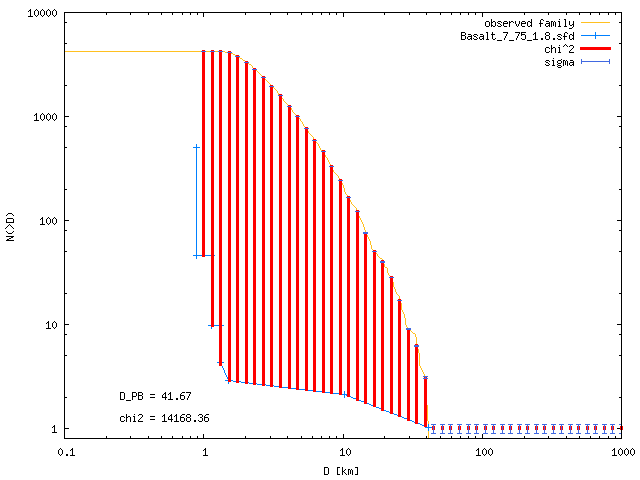 10000
1000
100
10
1
N(>D)
observed family
Basalt_7_75_1.8.sfd
chi^2
sigma
D_PB = 41.67
chi2 = 14168.36
0.1 1 10 100 1000
D [km]